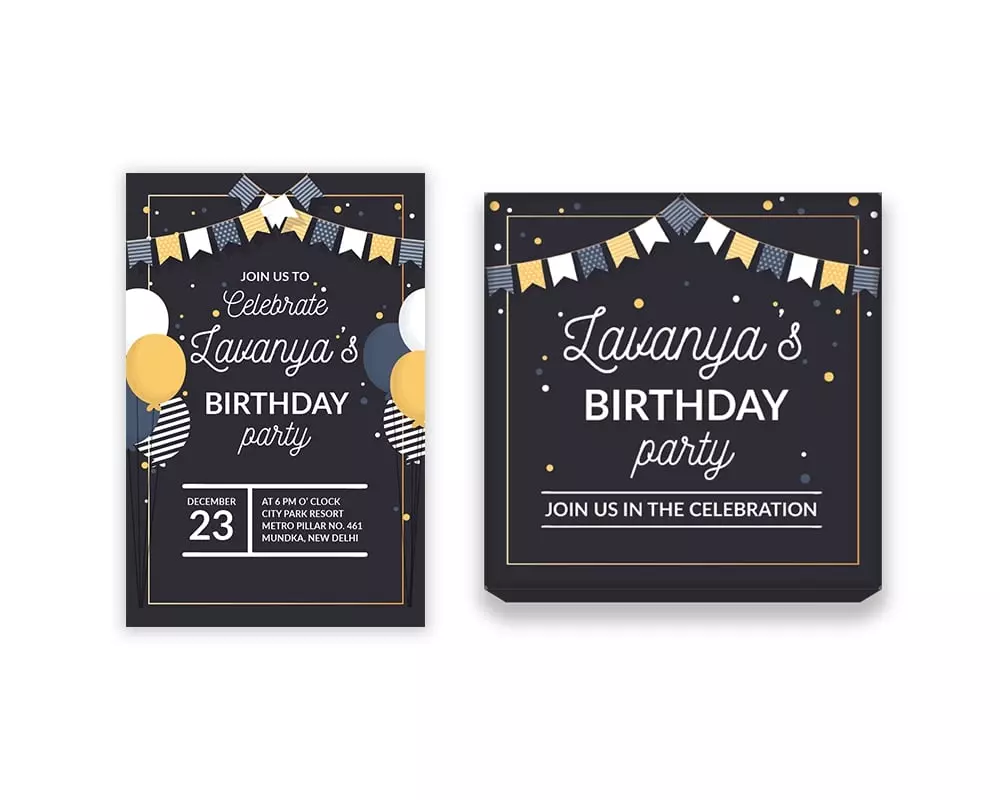 JOIN US TO
Celebrate
Lavanya's
BIRTHDAY
party
DECEMBER
23
AT 6 PM O' CLOCK
CITY PARK RESORT
METRO PILLAR NO. 461
MUNDKA, NEW DELHI
Lavanya's
BIRTHDAY
party
JOIN US IN THE CELEBRATION